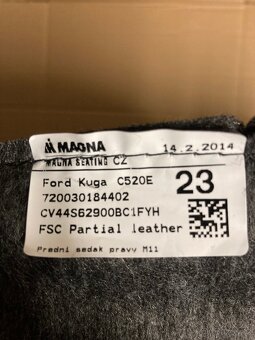 MAGNA 14.2.2014
MAGNA SEATING CZ
Ford Kuga C520E 23
720030184402
CV44S62900BC1FYH
FSC Partial leather
Predni sedak pravy M11